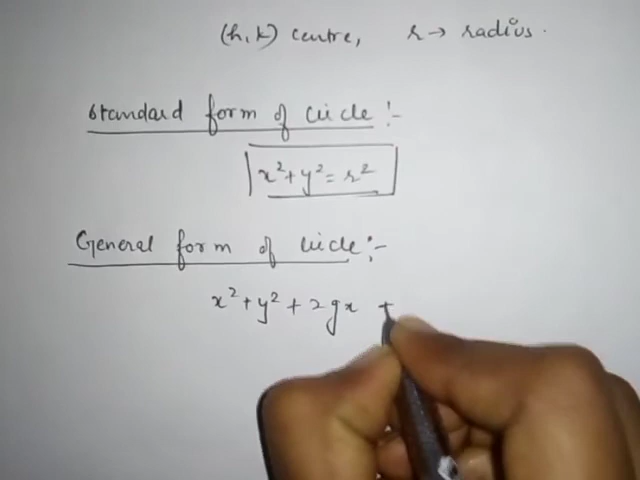 (h, k) centre, r → radius.
Standard form of circle :-
x² + y² = r²
General form of circle :-
x² + y² + 2gx +